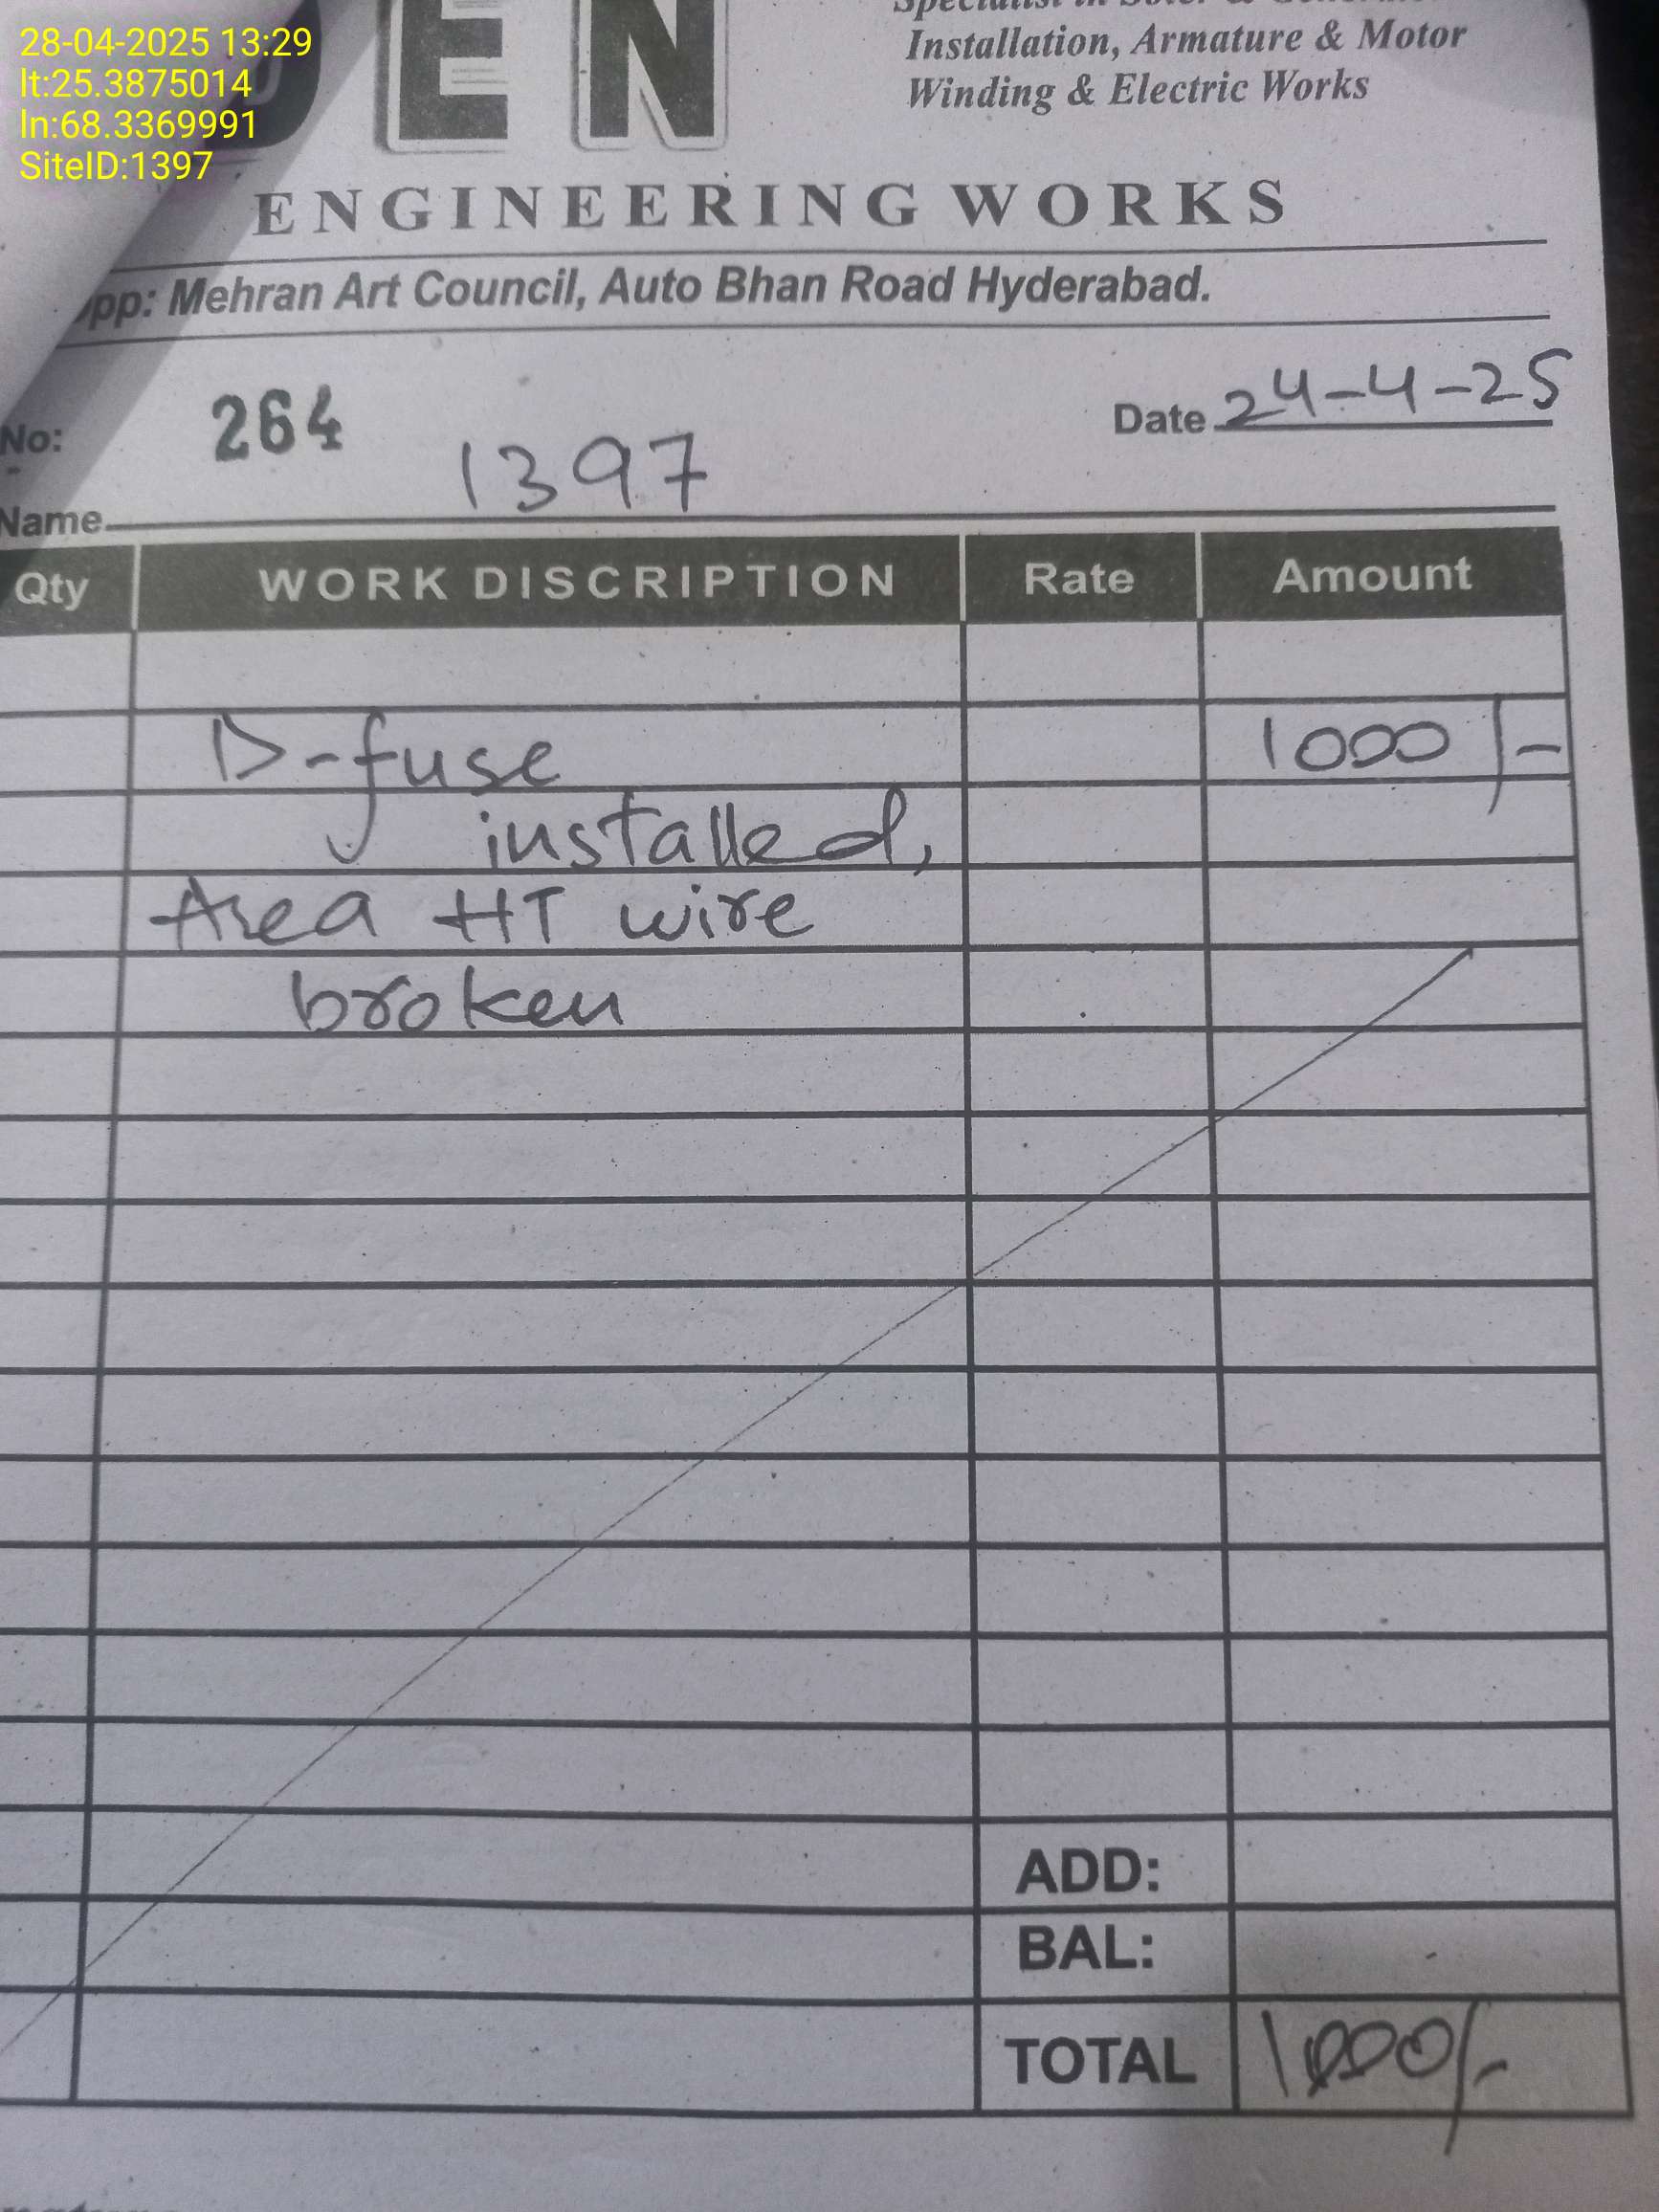 28-04-2025 13:29
lt:25.3875014
ln:68.3369991
SiteID:1397
EN
Installation, Armature & Motor
Winding & Electric Works
ENGINEERING WORKS
pp: Mehran Art Council, Auto Bhan Road Hyderabad.
No: 264
Date 24-4-25
Name 1397
Qty WORK DISCRIPTION Rate Amount
D-fuse 1000/-
installed,
Area HT wire
broken
ADD:
BAL:
TOTAL 1000/-